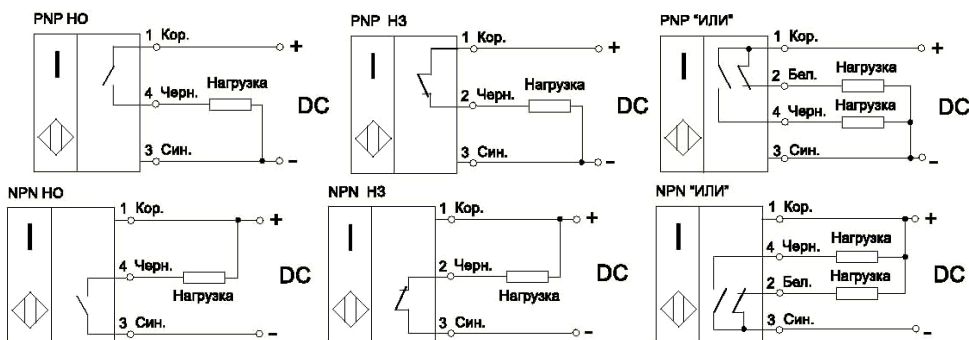 PNP НО
1 Кор.
+
I
4 Черн.
Нагрузка
DC
3 Син.
-
PNP НЗ
1 Кор.
+
I
2 Черн.
Нагрузка
DC
3 Син.
-
PNP "ИЛИ"
1 Кор.
+
I
2 Бел.
Нагрузка
4 Черн.
Нагрузка
DC
3 Син.
-
NPN НО
1 Кор.
+
I
4 Черн.
Нагрузка
DC
3 Син.
-
NPN НЗ
1 Кор.
+
I
2 Черн.
Нагрузка
DC
3 Син.
-
NPN "ИЛИ"
1 Кор.
+
I
4 Черн.
Нагрузка
2 Бел.
Нагрузка
DC
3 Син.
-